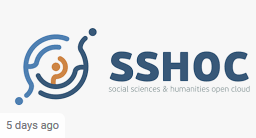 SSHOC
social sciences & humanities open cloud
5 days ago